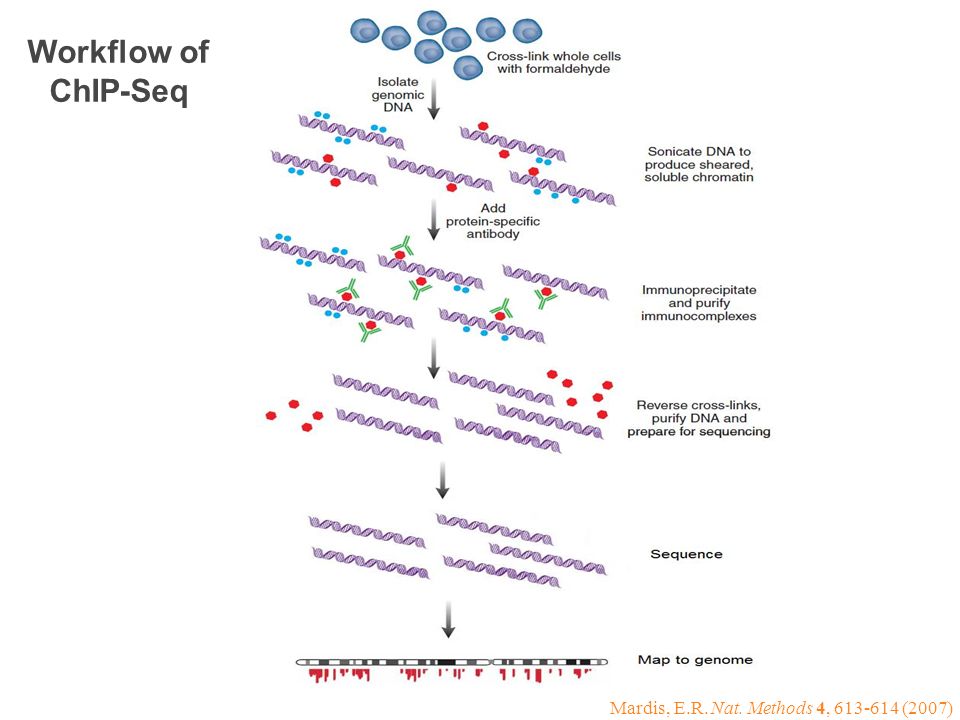 Workflow of
ChIP-Seq
Cross-link whole cells
with formaldehyde
Isolate
genomic
DNA
Sonicate DNA to
produce sheared,
soluble chromatin
Add
protein-specific
antibody
Immunoprecipitate
and purify
immunocomplexes
Reverse cross-links,
purify DNA and
prepare for sequencing
Sequence
Map to genome
Mardis, E.R. Nat. Methods 4, 613-614 (2007)